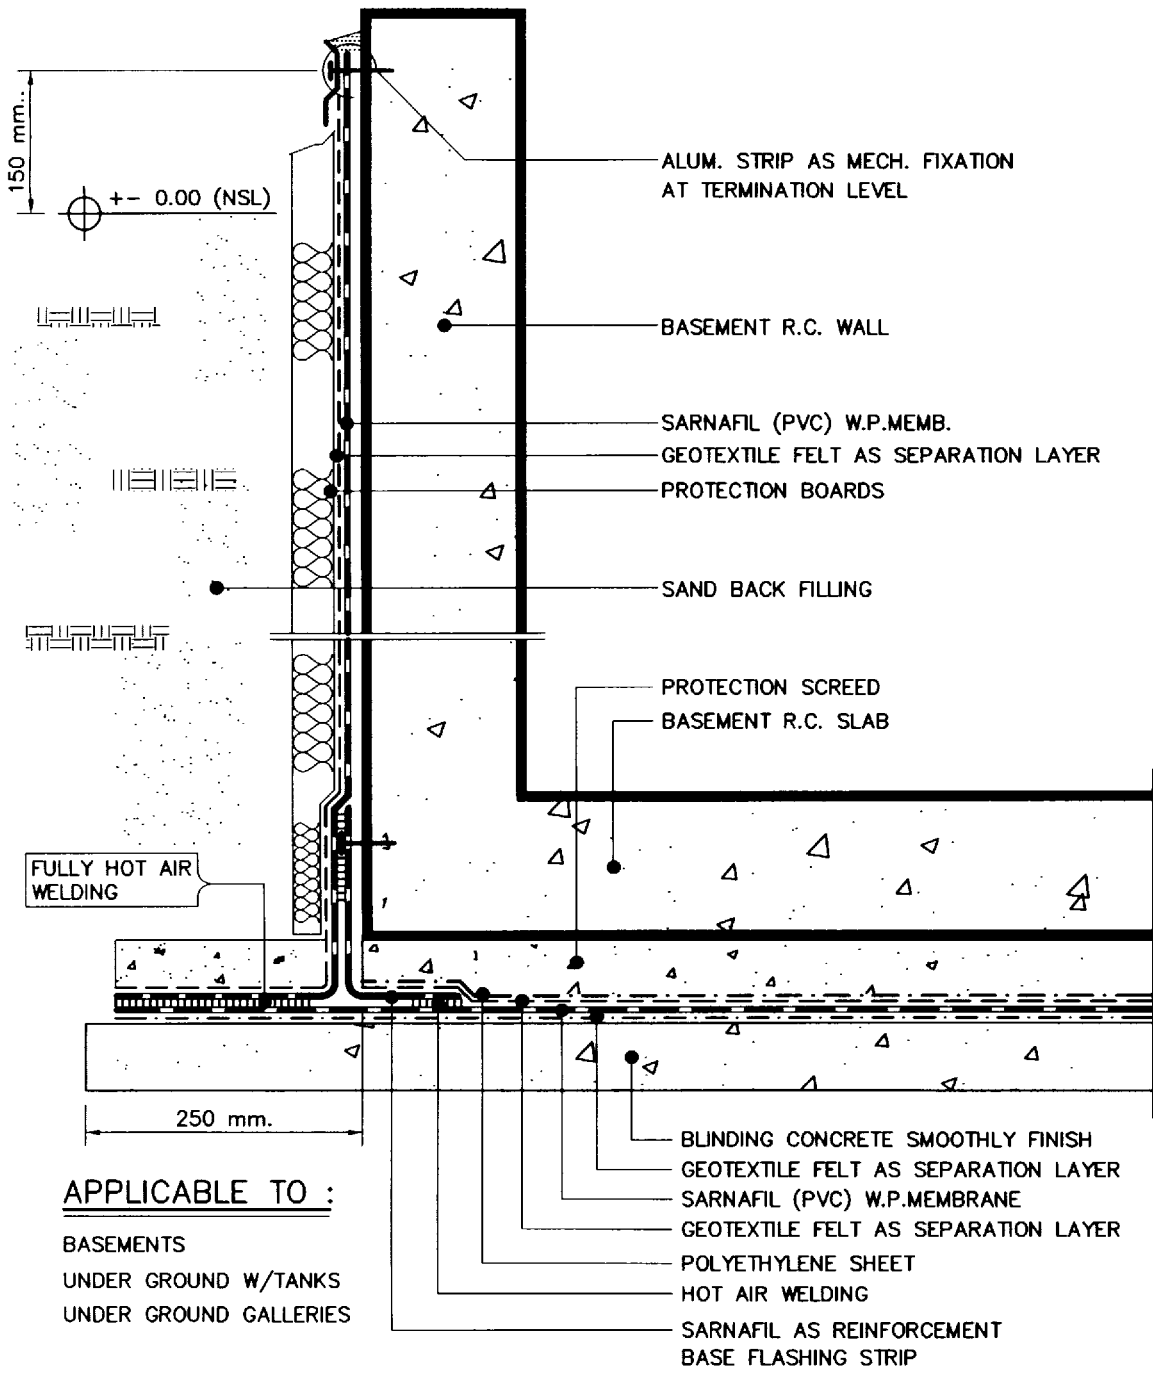 150 mm..
+- 0.00 (NSL)
ALUM. STRIP AS MECH. FIXATION
AT TERMINATION LEVEL
BASEMENT R.C. WALL
SARNAFIL (PVC) W.P.MEMB.
GEOTEXTILE FELT AS SEPARATION LAYER
PROTECTION BOARDS
SAND BACK FILLING
PROTECTION SCREED
BASEMENT R.C. SLAB
FULLY HOT AIR
WELDING
250 mm.
BLINDING CONCRETE SMOOTHLY FINISH
GEOTEXTILE FELT AS SEPARATION LAYER
SARNAFIL (PVC) W.P.MEMBRANE
GEOTEXTILE FELT AS SEPARATION LAYER
POLYETHYLENE SHEET
HOT AIR WELDING
SARNAFIL AS REINFORCEMENT
BASE FLASHING STRIP
APPLICABLE TO :
BASEMENTS
UNDER GROUND W/TANKS
UNDER GROUND GALLERIES